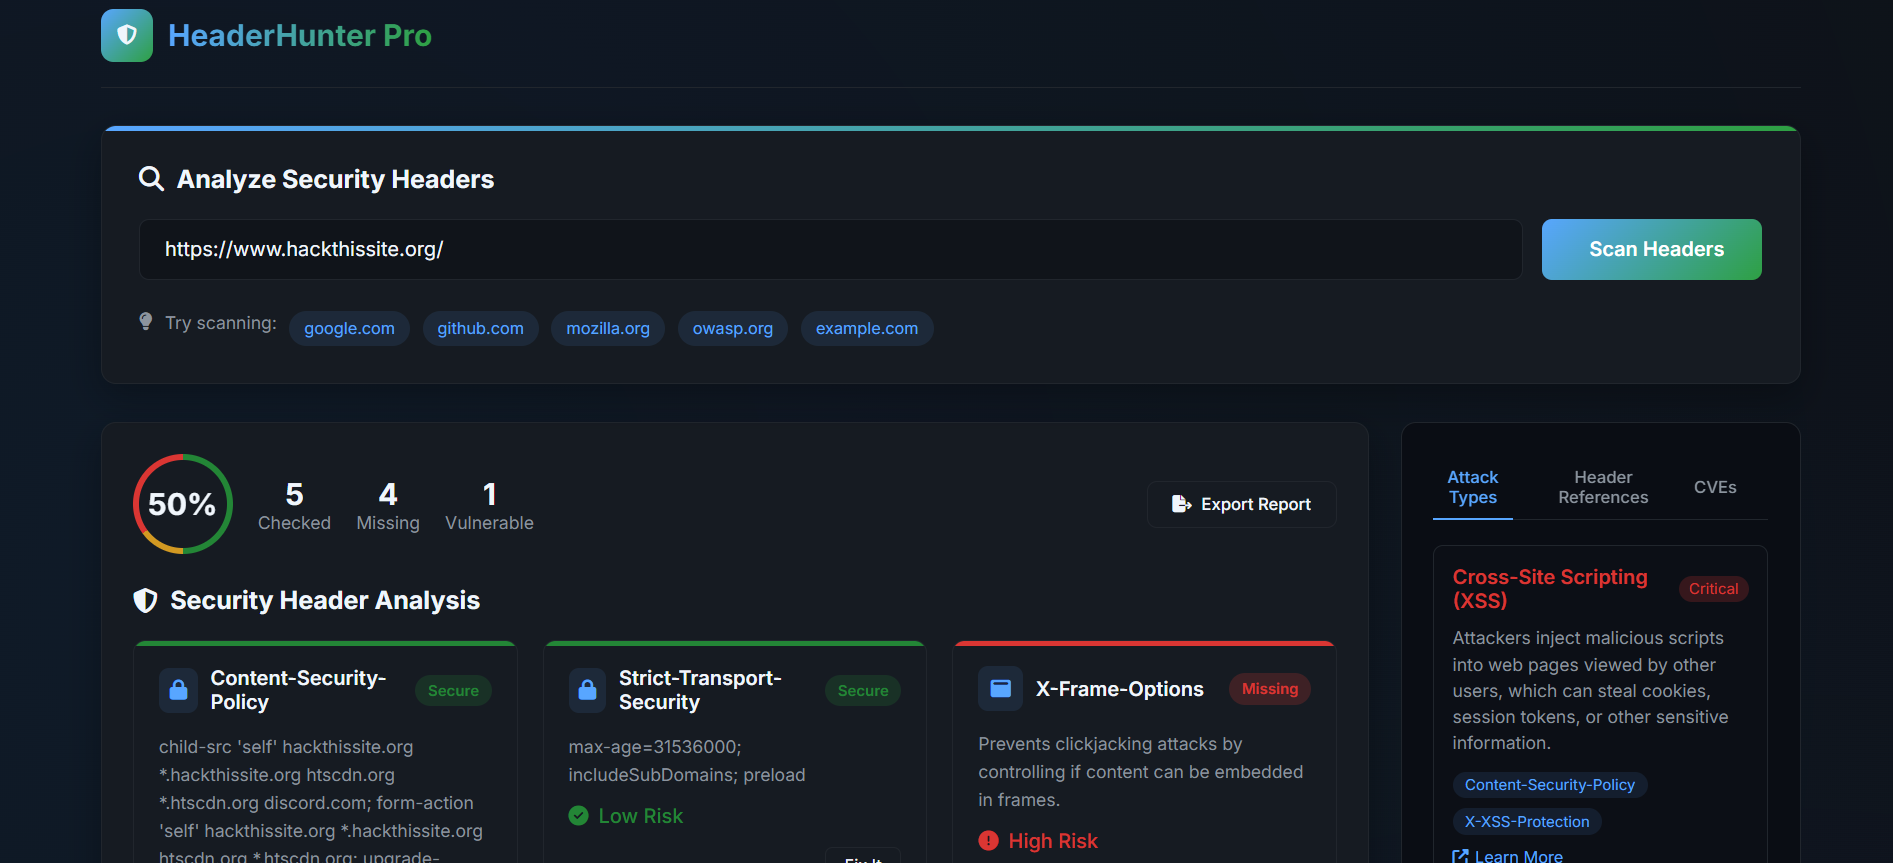 HeaderHunter Pro
Analyze Security Headers
https://www.hackthissite.org/
Scan Headers
Try scanning: google.com github.com mozilla.org owasp.org example.com
50%
5
Checked
4
Missing
1
Vulnerable
Export Report
Security Header Analysis
Content-Security-
Policy
Secure
child-src 'self' hackthissite.org
*.hackthissite.org htscdn.org
*.htscdn.org discord.com; form-action
'self' hackthissite.org *.hackthissite.org
htscdn.org *.htscdn.org; upgrade-
Strict-Transport-
Security
Secure
max-age=31536000;
includeSubDomains; preload
Low Risk
Fix It
X-Frame-Options
Missing
Prevents clickjacking attacks by
controlling if content can be embedded
in frames.
High Risk
Attack
Types
Header
References
CVEs
Cross-Site Scripting
(XSS)
Critical
Attackers inject malicious scripts
into web pages viewed by other
users, which can steal cookies,
session tokens, or other sensitive
information.
Content-Security-Policy
X-XSS-Protection
Learn More